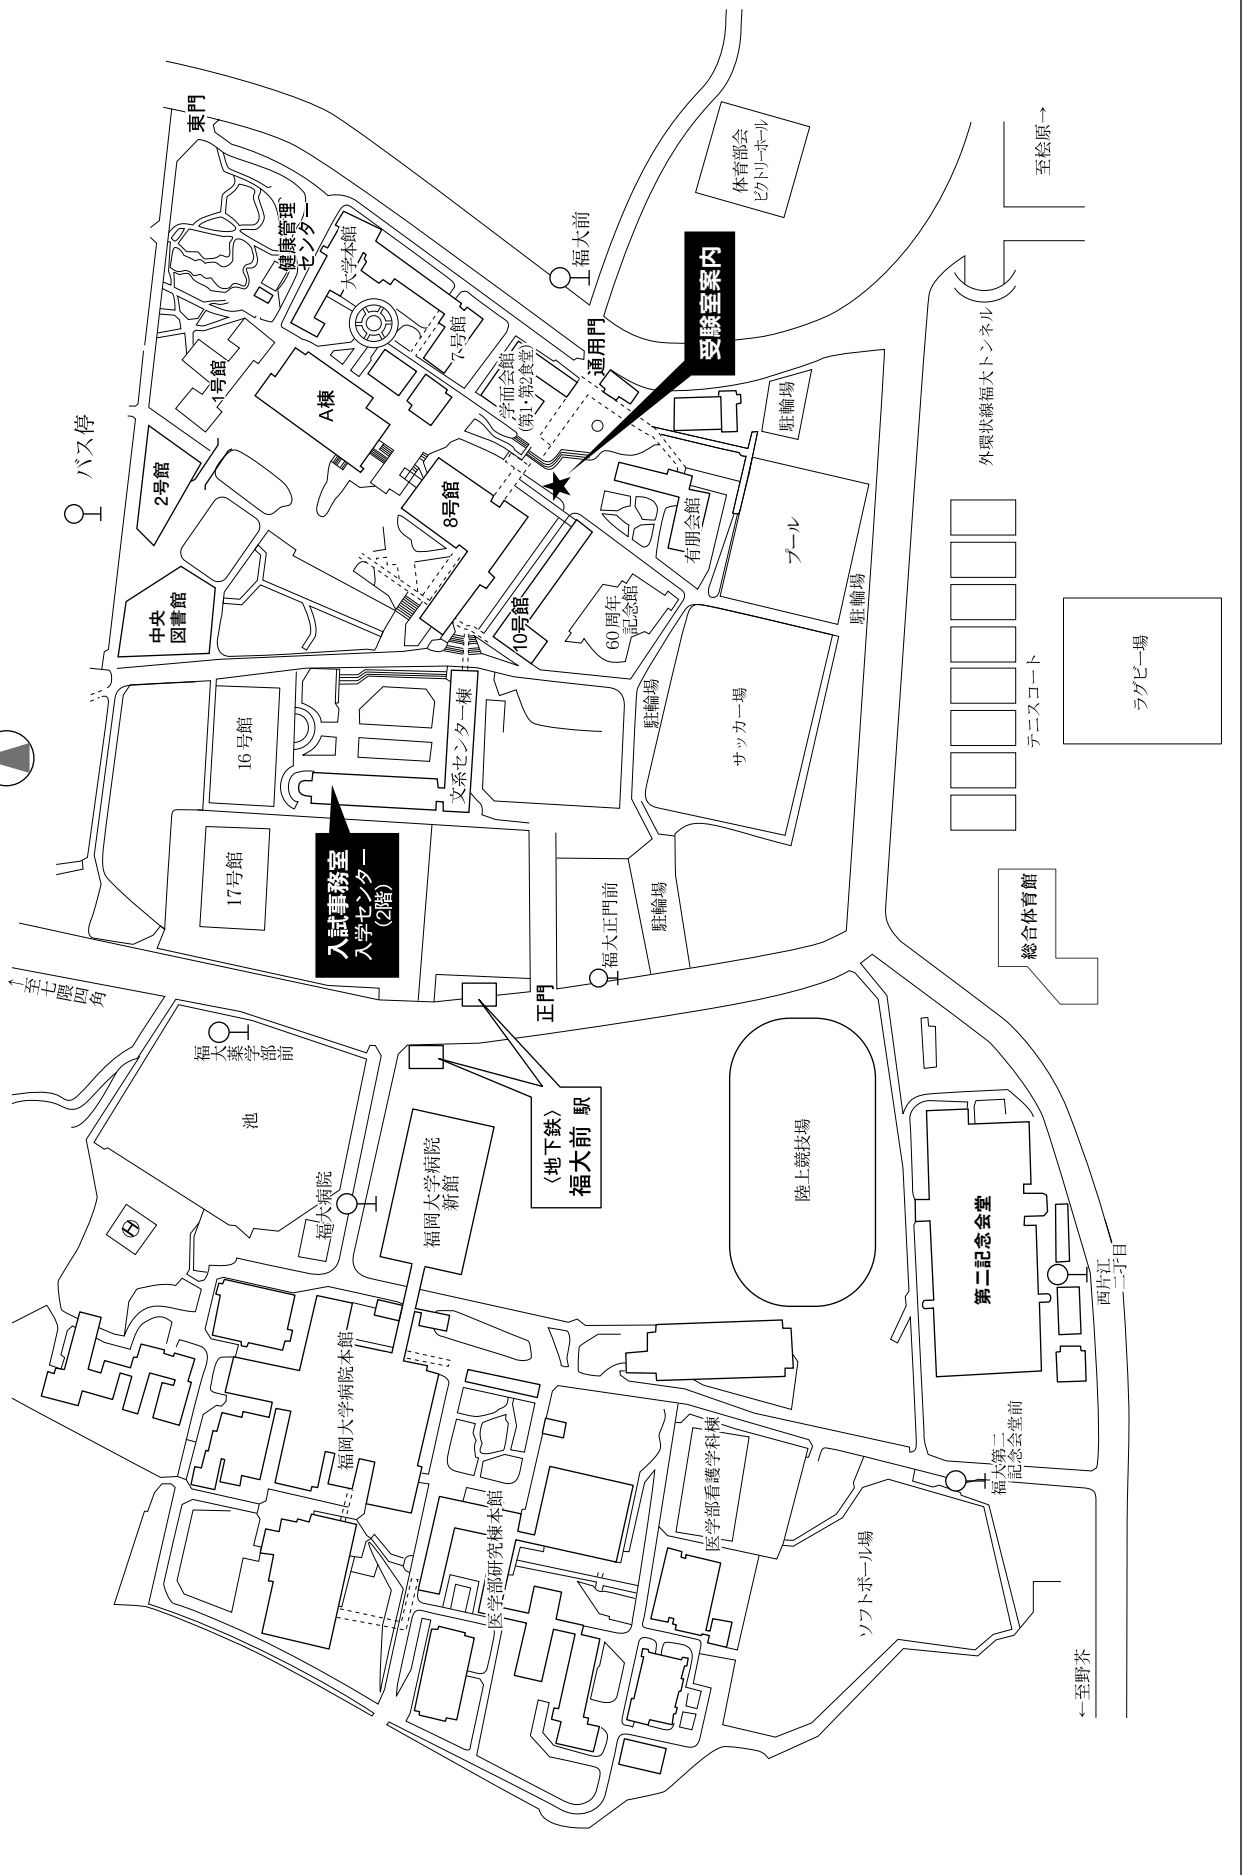 バス停
東門
健康管理
センター
大学本館
1号館
2号館
A棟
7号館
福大前
体育部会
ビクトリーホール
至桧原→
受験室案内
通用門
学而会館
(第1・第2食堂)
8号館
駐輪場
外環状線福大トンネル
中央
図書館
10号館
60周年
記念館
有朋会館
プール
駐輪場
16号館
文系センター棟
駐輪場
サッカー場
テニスコート
ラグビー場
17号館
入試事務室
入学センター
(2階)
福大正門前
駐輪場
総合体育館
正門
←至七隈四角
福大薬学部前
池
〈地下鉄〉
福大前 駅
福大病院
福岡大学病院
新館
陸上競技場
第二記念会堂
西片江
二丁目
H
福岡大学病院本館
医学部研究棟本館
医学部看護学科棟
福大第二
記念会堂前
ソフトボール場
←至野芥